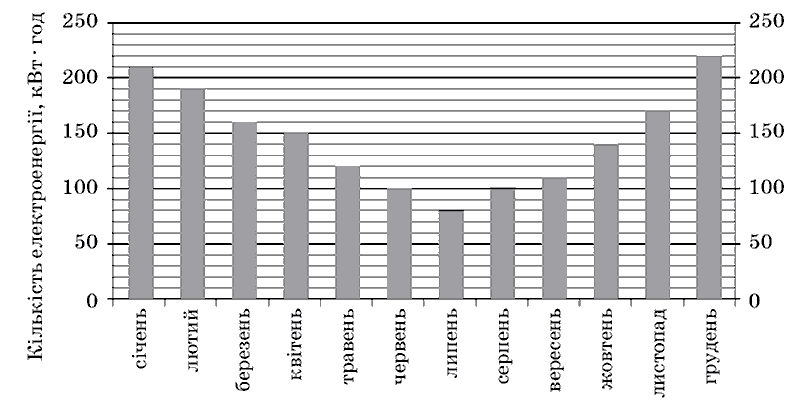 Кількість електроенергії, кВт · год
250
200
150
100
50
0
250
200
150
100
50
0
січень
лютий
березень
квітень
травень
червень
липень
серпень
вересень
жовтень
листопад
грудень